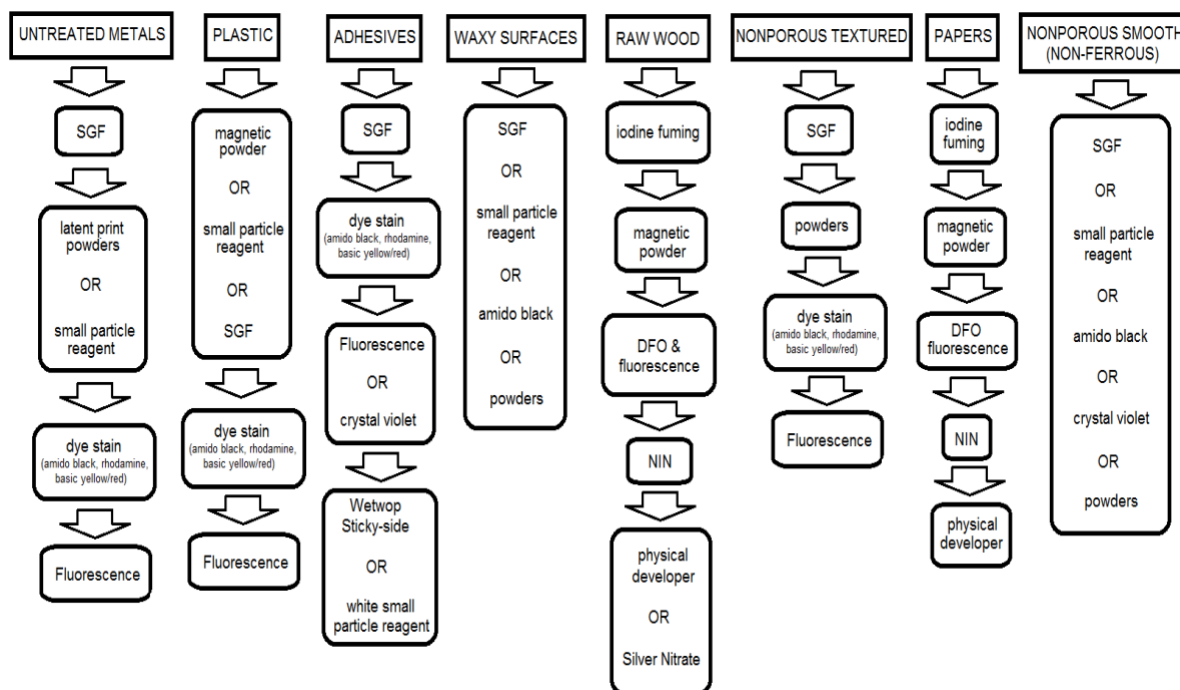 UNTREATED METALS
SGF
latent print
powders
OR
small particle
reagent
dye stain
(amido black, rhodamine,
basic yellow/red)
Fluorescence
PLASTIC
magnetic
powder
OR
small particle
reagent
OR
SGF
dye stain
(amido black, rhodamine,
basic yellow/red)
Fluorescence
ADHESIVES
SGF
dye stain
(amido black, rhodamine,
basic yellow/red)
Fluorescence
OR
crystal violet
Wetwop
Sticky-side
OR
white small
particle reagent
WAXY SURFACES
SGF
OR
small particle
reagent
OR
amido black
OR
powders
RAW WOOD
iodine fuming
magnetic
powder
DFO &
fluorescence
NIN
physical
developer
OR
Silver Nitrate
NONPOROUS TEXTURED
SGF
powders
dye stain
(amido black, rhodamine,
basic yellow/red)
Fluorescence
PAPERS
iodine
fuming
magnetic
powder
DFO
fluorescence
NIN
physical
developer
NONPOROUS SMOOTH
(NON-FERROUS)
SGF
OR
small particle
reagent
OR
amido black
OR
crystal violet
OR
powders